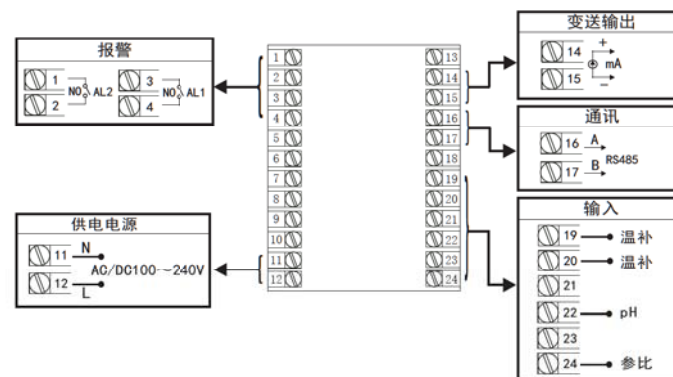 报警
1
NO AL2
2
3
NO AL1
4
供电电源
11 N
AC/DC100~240V
12 L
1
2
3
4
5
6
7
8
9
10
11
12
13
14
15
16
17
18
19
20
21
22
23
24
变送输出
14 +
mA
15 −
通讯
16 A
RS485
17 B
输入
19 温补
20 温补
21
22 pH
23
24 参比